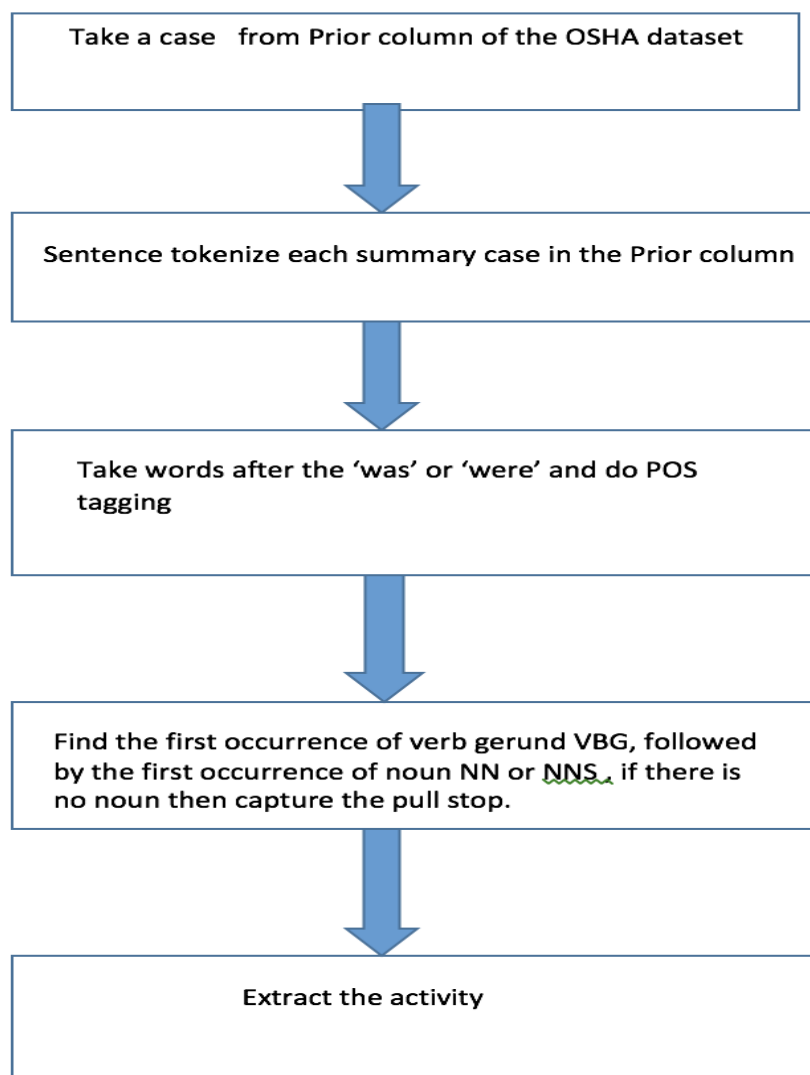 Take a case from Prior column of the OSHA dataset
Sentence tokenize each summary case in the Prior column
Take words after the ‘was’ or ‘were’ and do POS
tagging
Find the first occurrence of verb gerund VBG, followed
by the first occurrence of noun NN or NNS , if there is
no noun then capture the pull stop.
Extract the activity